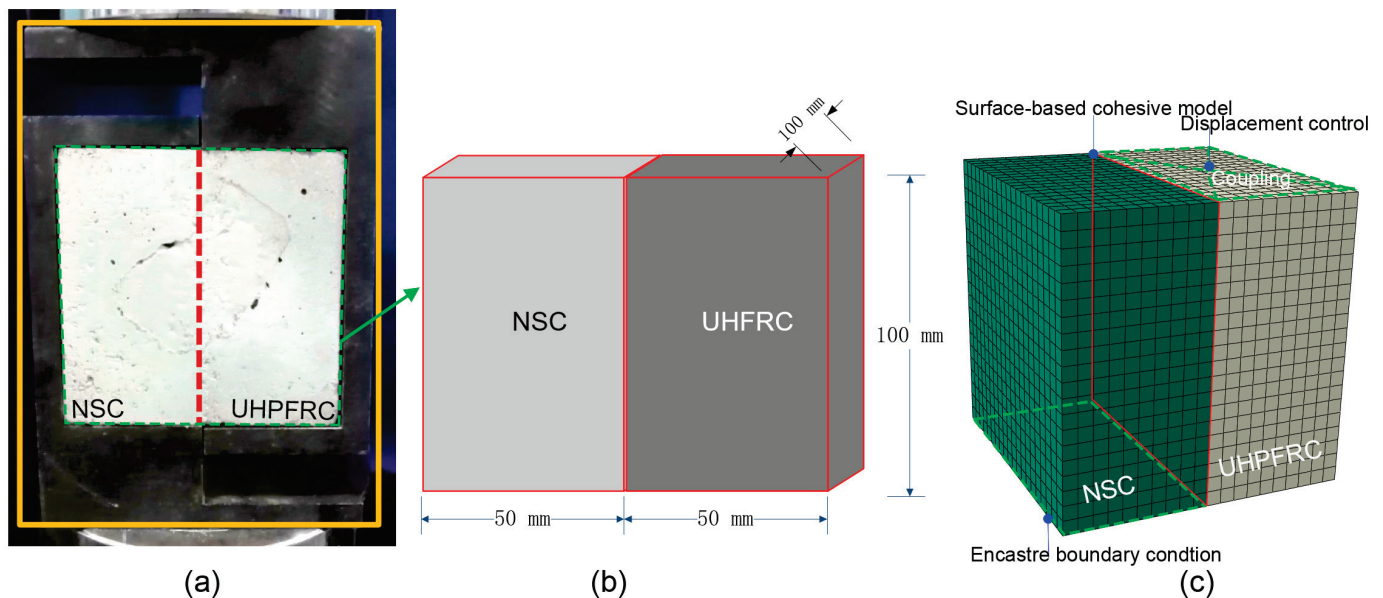 NSC
UHPFRC
(a)
100 mm
NSC
UHFRC
100 mm
50 mm
50 mm
(b)
Surface-based cohesive model
Displacement control
Coupling
NSC
UHPFRC
Encastre boundary condtion
(c)